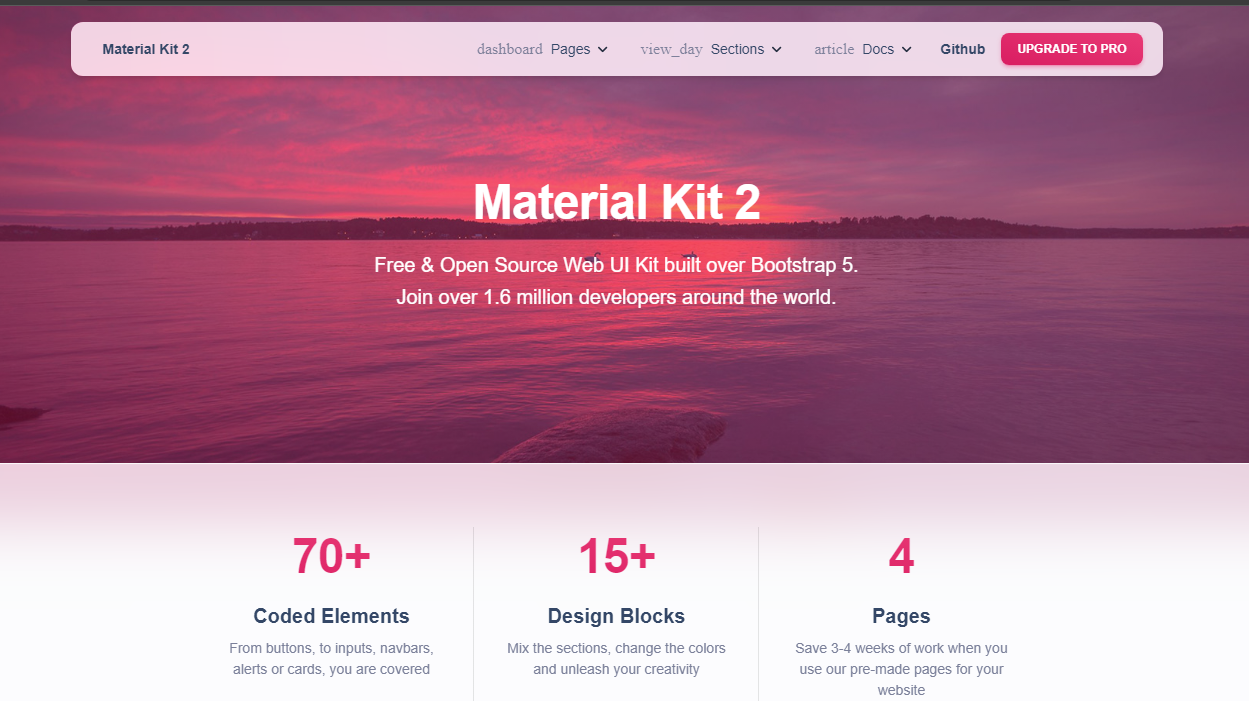 Material Kit 2
dashboard Pages view_day Sections article Docs Github UPGRADE TO PRO
Material Kit 2
Free & Open Source Web UI Kit built over Bootstrap 5.
Join over 1.6 million developers around the world.
70+
Coded Elements
From buttons, to inputs, navbars,
alerts or cards, you are covered
15+
Design Blocks
Mix the sections, change the colors
and unleash your creativity
4
Pages
Save 3-4 weeks of work when you
use our pre-made pages for your
website